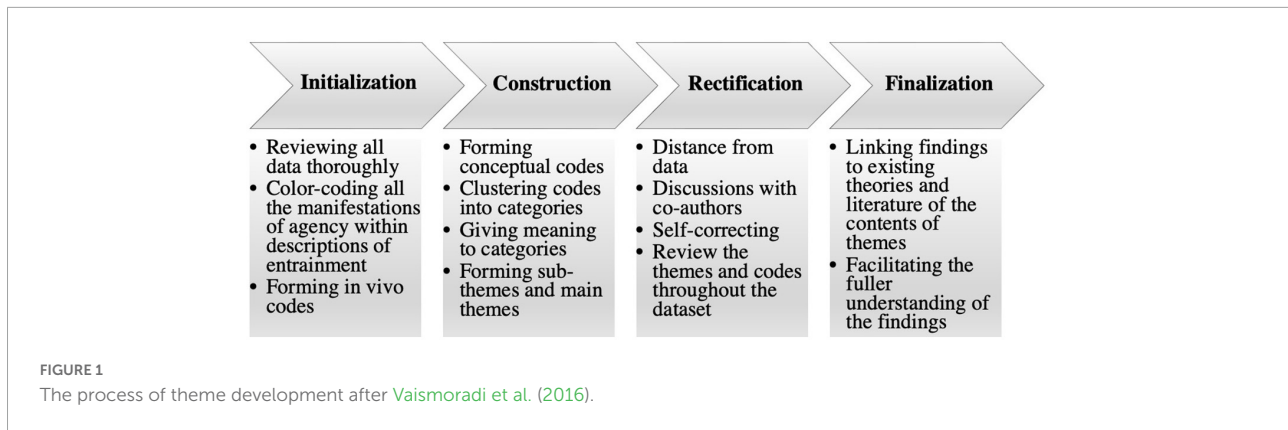 Initialization
Construction
Rectification
Finalization
• Reviewing all
data thoroughly
• Color-coding all
the manifestations
of agency within
descriptions of
entrainment
• Forming in vivo
codes
• Forming
conceptual codes
• Clustering codes
into categories
• Giving meaning
to categories
• Forming sub-
themes and main
themes
• Distance from
data
• Discussions with
co-authors
• Self-correcting
• Review the
themes and codes
throughout the
dataset
• Linking findings
to existing
theories and
literature of the
contents of
themes
• Facilitating the
fuller
understanding of
the findings
FIGURE 1
The process of theme development after Vaismoradi et al. (2016).